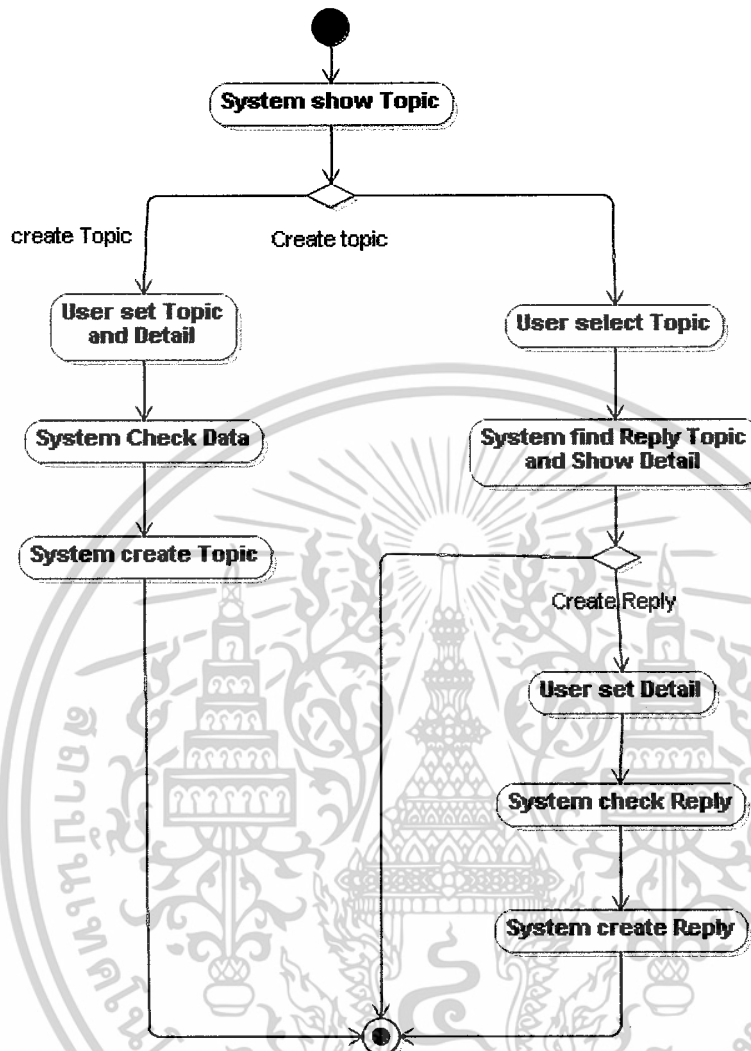 System show Topic
create Topic
Create topic
User set Topic
and Detail
User select Topic
System Check Data
System find Reply Topic
and Show Detail
System create Topic
Create Reply
User set Detail
System check Reply
System create Reply